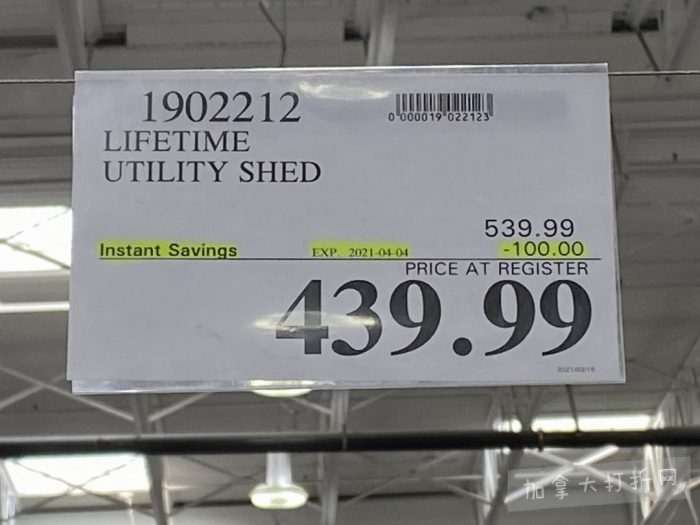 1902212
0 000019 022123
LIFETIME
UTILITY SHED
539.99
Instant Savings EXP. 2021-04-04 -100.00
PRICE AT REGISTER
439.99
加拿大打折网